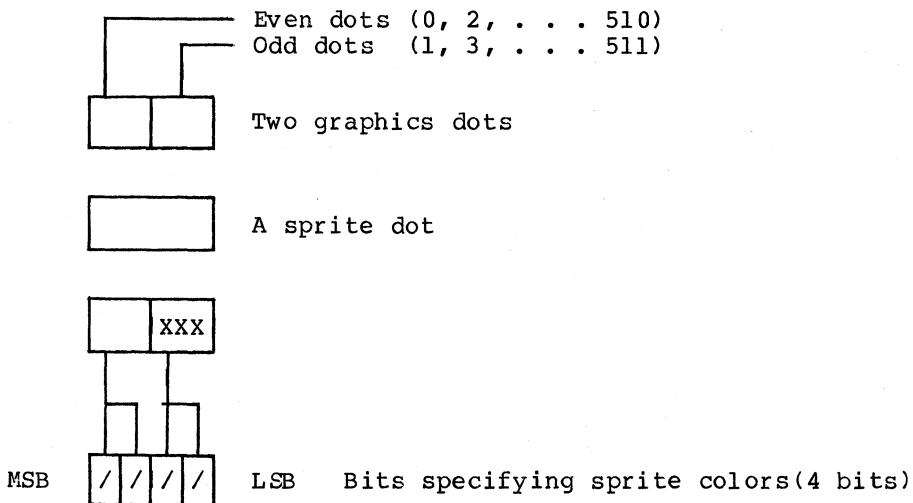 Even dots (0, 2, . . . 510)
Odd dots (1, 3, . . . 511)
Two graphics dots
A sprite dot
XXX
MSB / / / / LSB Bits specifying sprite colors(4 bits)